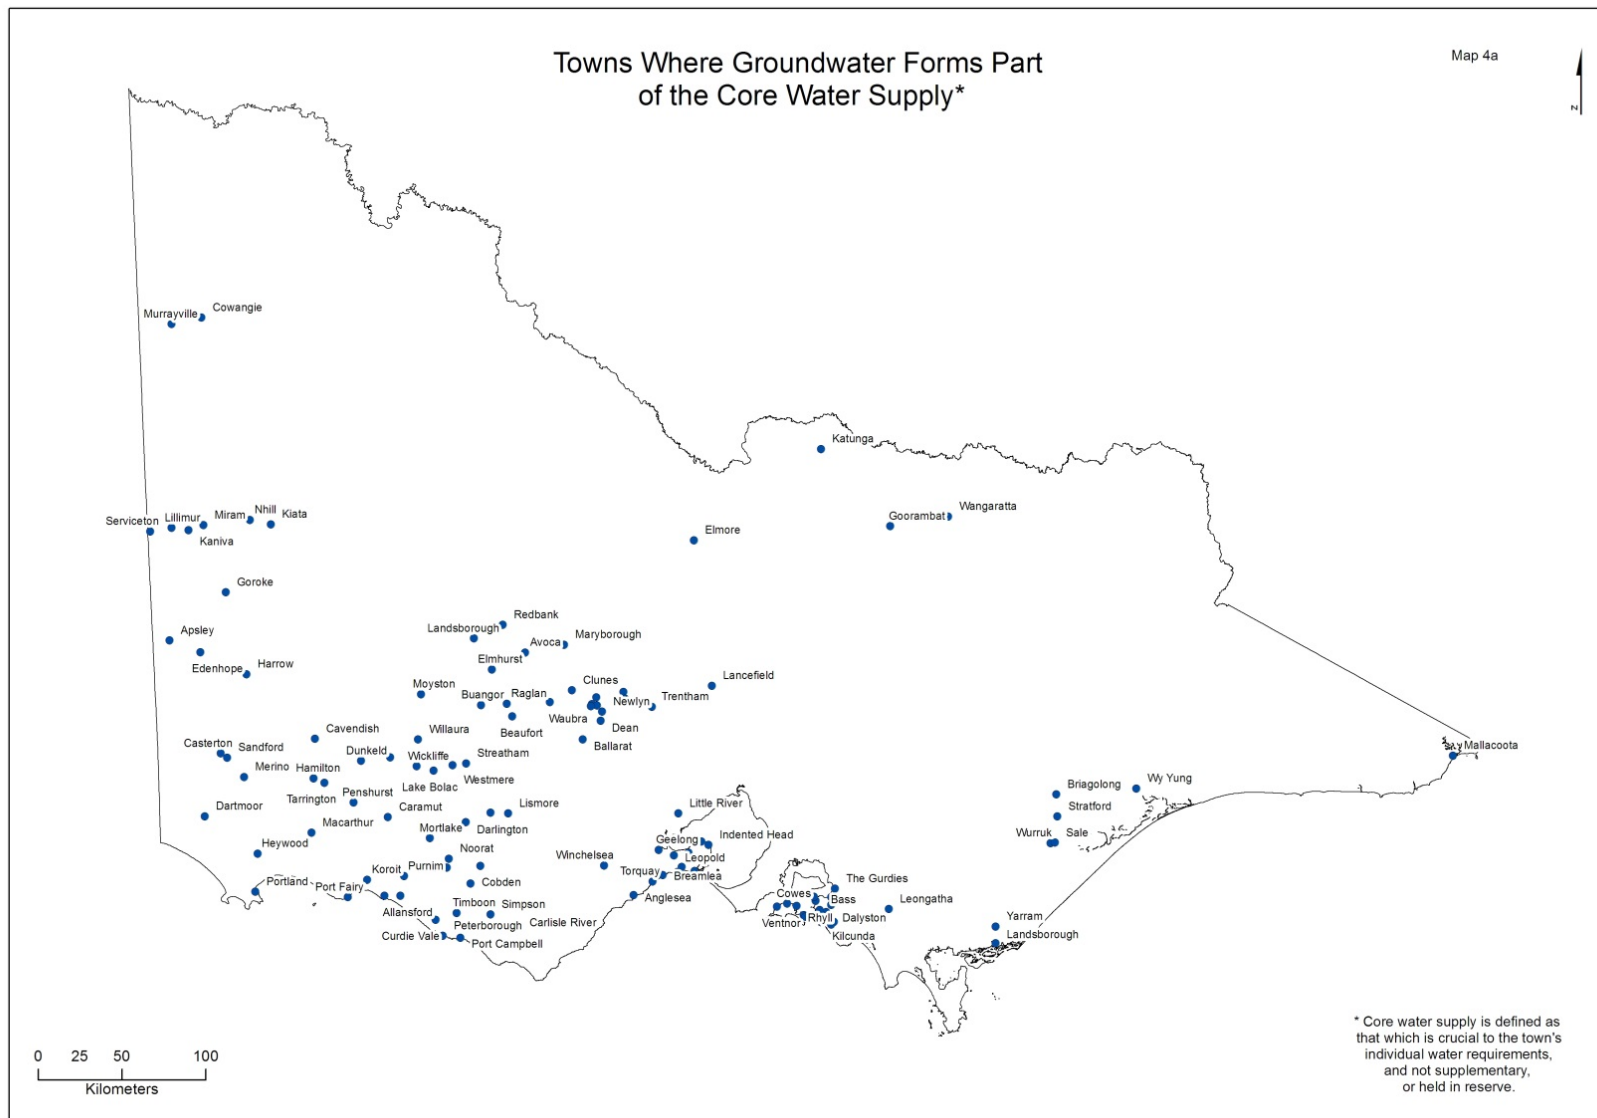 Towns Where Groundwater Forms Part
of the Core Water Supply*
Map 4a
N
Murrayville
Cowangie
Katunga
Serviceton
Lillimur
Miram
Nhill
Kiata
Kaniva
Elmore
Goorambat
Wangaratta
Goroke
Redbank
Landsborough
Apsley
Avoca
Maryborough
Edenhope
Harrow
Elmhurst
Moyston
Buangor
Raglan
Clunes
Newlyn
Trentham
Lancefield
Waubra
Dean
Beaufort
Ballarat
Cavendish
Willaura
Casterton
Sandford
Dunkeld
Wickliffe
Streatham
Merino
Hamilton
Westmere
Lake Bolac
Tarrington
Penshurst
Mallacoota
Dartmoor
Macarthur
Caramut
Lismore
Little River
Briagolong
Wy Yung
Stratford
Mortlake
Darlington
Wurruk
Sale
Heywood
Noorat
Winchelsea
Geelong
Indented Head
Leopold
Koroit
Purnim
Torquay
Breamlea
Portland
Port Fairy
Cobden
Anglesea
The Gurdies
Cowes
Bass
Leongatha
Allansford
Timboon
Simpson
Ventnor
Rhyll
Dalyston
Peterborough
Carlisle River
Kilcunda
Yarram
Curdie Vale
Port Campbell
Landsborough
* Core water supply is defined as
that which is crucial to the town's
individual water requirements,
and not supplementary,
or held in reserve.
0 25 50 100
Kilometers